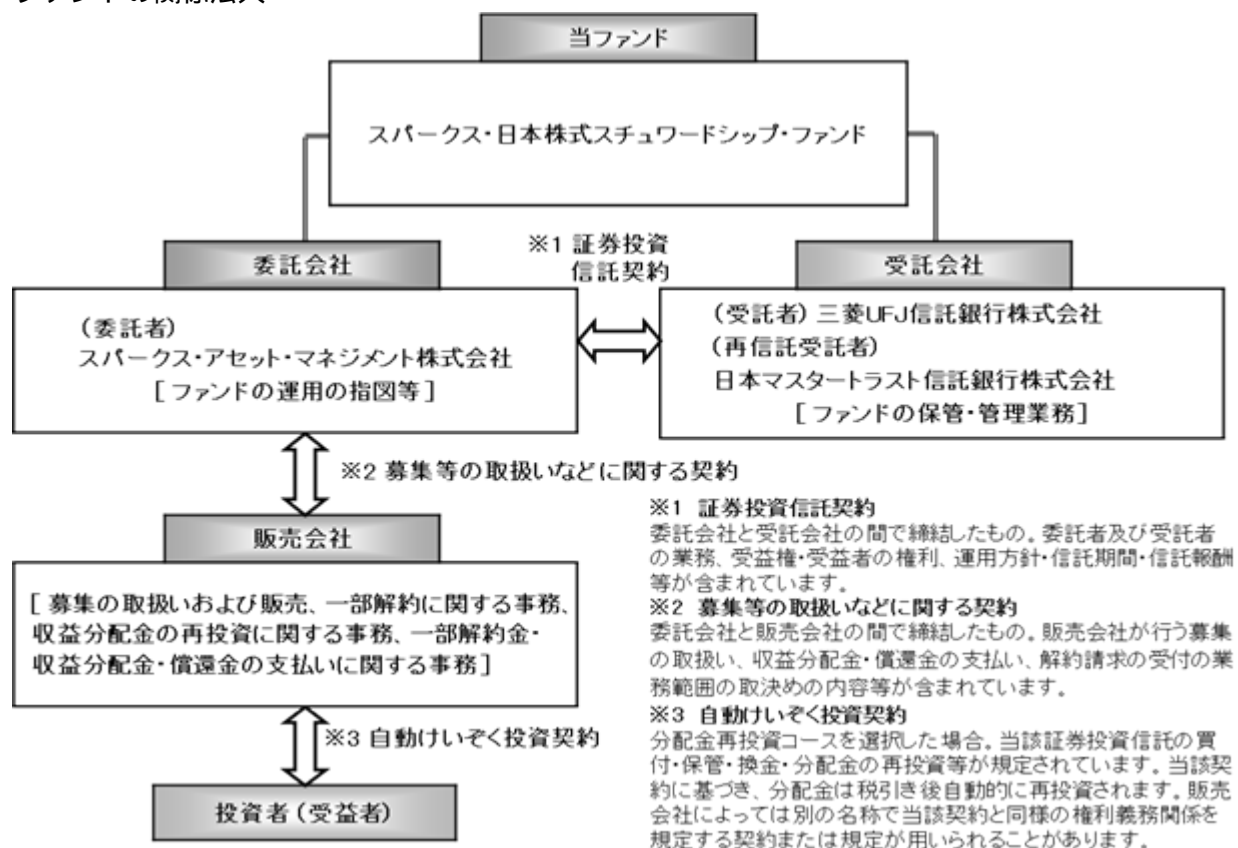 当ファンド
スパークス・日本株式スチュワードシップ・ファンド
委託会社
(委託者)
スパークス・アセット・マネジメント株式会社
[ファンドの運用の指図等]
※1 証券投資
信託契約
受託会社
(受託者) 三菱UFJ信託銀行株式会社
(再信託受託者)
日本マスタートラスト信託銀行株式会社
[ファンドの保管・管理業務]
※2 募集等の取扱いなどに関する契約
販売会社
[ 募集の取扱いおよび販売、一部解約に関する事務、
収益分配金の再投資に関する事務、一部解約金・
収益分配金・償還金の支払いに関する事務]
※3 自動けいぞく投資契約
投資者(受益者)
※1 証券投資信託契約
委託会社と受託会社の間で締結したもの。委託者及び受託者
の業務、受益権・受益者の権利、運用方針・信託期間・信託報酬
等が含まれています。
※2 募集等の取扱いなどに関する契約
委託会社と販売会社の間で締結したもの。販売会社が行う募集
の取扱い、収益分配金・償還金の支払い、解約請求の受付の業
務範囲の取決めの内容等が含まれています。
※3 自動けいぞく投資契約
分配金再投資コースを選択した場合。当該証券投資信託の買
付・保管・換金・分配金の再投資等が規定されています。当該契
約に基づき、分配金は税引き後自動的に再投資されます。販売
会社によっては別の名称で当該契約と同様の権利義務関係を
規定する契約または規定が用いられることがあります。